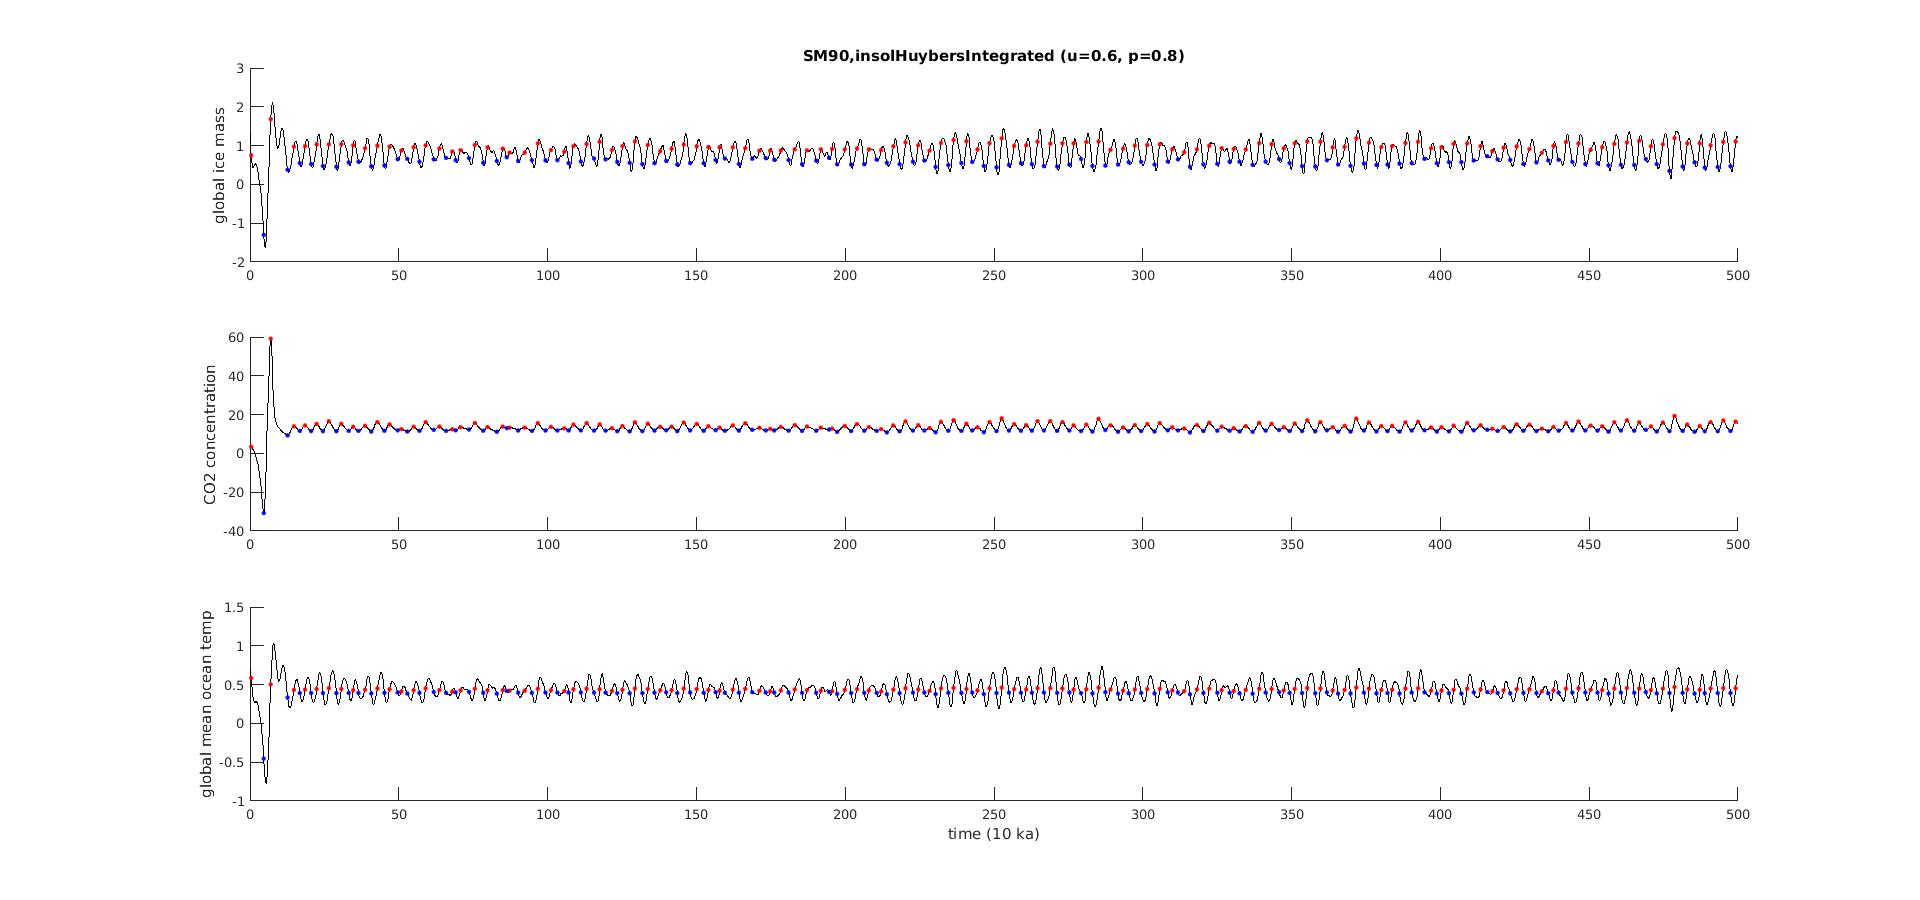 SM90,insolHuybersIntegrated (u=0.6, p=0.8)
global ice mass
3
2
1
0
-1
-2
0 50 100 150 200 250 300 350 400 450 500
CO2 concentration
60
40
20
0
-20
-40
0 50 100 150 200 250 300 350 400 450 500
global mean ocean temp
1.5
1
0.5
0
-0.5
-1
0 50 100 150 200 250 300 350 400 450 500
time (10 ka)